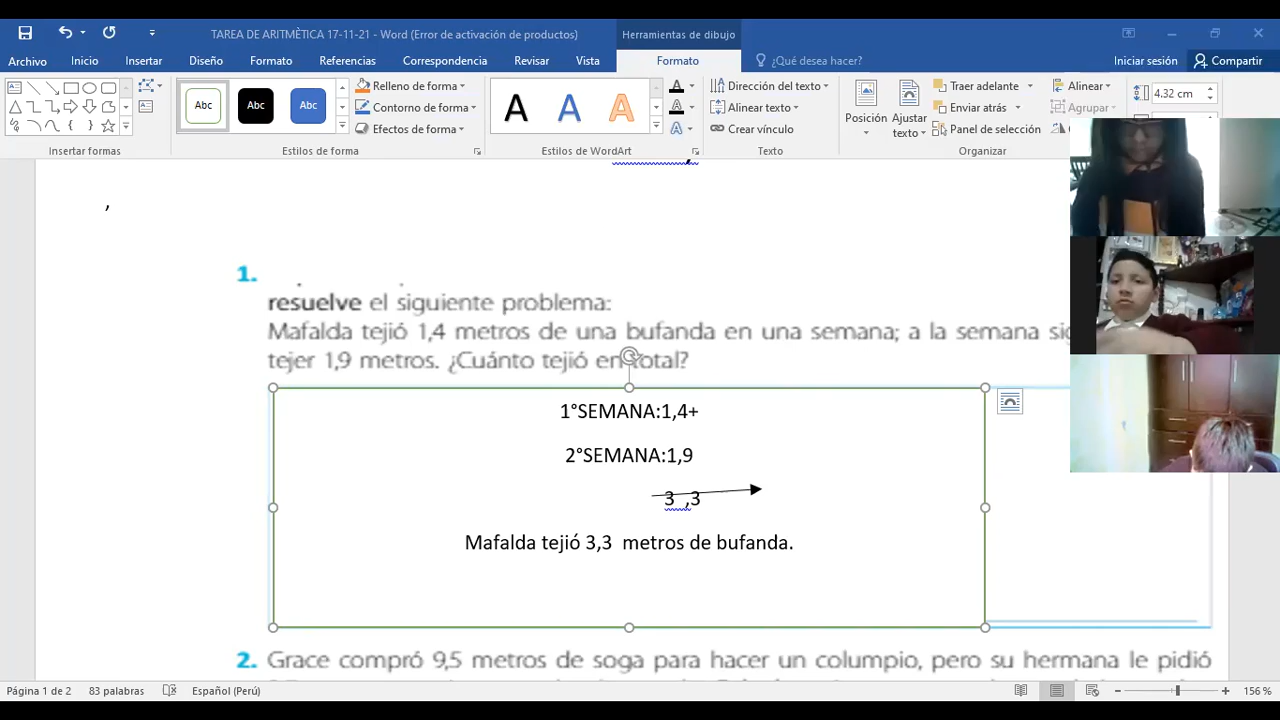 TAREA DE ARITMÈTICA 17-11-21 - Word (Error de activación de productos)
Herramientas de dibujo
Archivo Inicio Insertar Diseño Formato Referencias Correspondencia Revisar Vista Formato ¿Qué desea hacer? Iniciar sesión Compartir
Abc Abc Abc
Relleno de forma
Contorno de forma
Efectos de forma
A A A
Dirección del texto
Alinear texto
Crear vínculo
Posición
Ajustar texto
Traer adelante
Enviar atrás
Panel de selección
Alinear
Agrupar
4.32 cm
Insertar formas Estilos de forma Estilos de WordArt Texto Organizar
,
1.
resuelve el siguiente problema:
Mafalda tejió 1,4 metros de una bufanda en una semana; a la semana
tejer 1,9 metros. ¿Cuánto tejió en total?
1°SEMANA:1,4+
2°SEMANA:1,9
3 ,3
Mafalda tejió 3,3 metros de bufanda.
2. Grace compró 9,5 metros de soga para hacer un columpio, pero su hermana le pidió
Página 1 de 2 83 palabras Español (Perú) 156 %